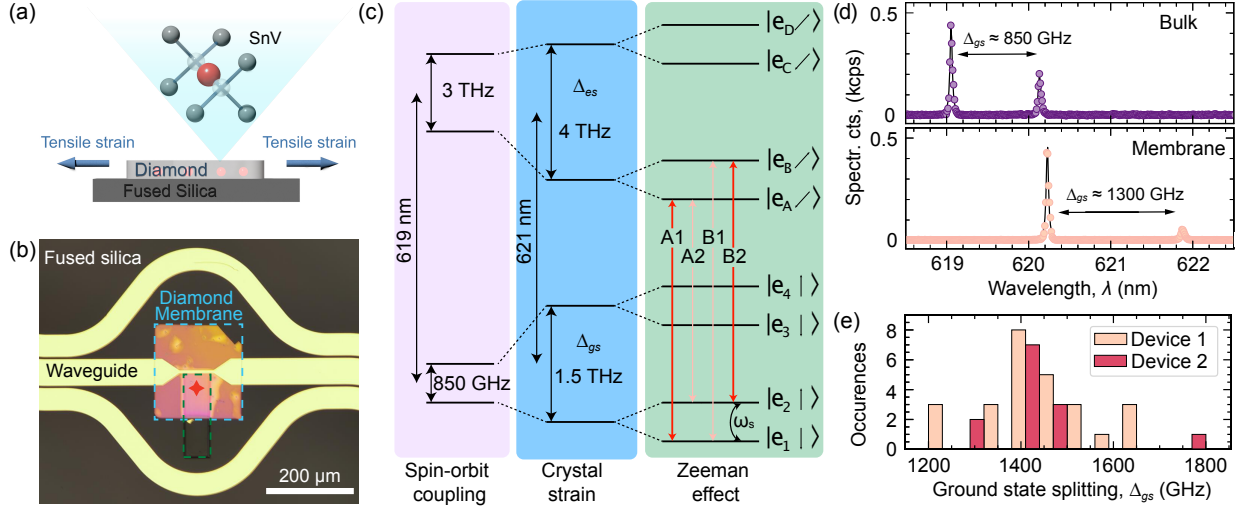 (a)
SnV
Tensile strain
Tensile strain
Diamond
Fused Silica
(b)
Fused silica
Diamond
Membrane
Waveguide
200 μm
(c)
3 THz
850 GHz
619 nm
Spin-orbit
coupling
Δes
4 THz
621 nm
Δgs
1.5 THz
Crystal
strain
|eD⟩
|eC⟩
|eB⟩
|eA⟩
A1
A2
B1
B2
|e4⟩
|e3⟩
|e2⟩
|e1⟩
ωs
Zeeman
effect
(d)
Spectr. cts, (kcps)
0.5
0
Bulk
Δgs ≈ 850 GHz
0.5
0
Membrane
Δgs ≈ 1300 GHz
619 620 621 622
Wavelength, λ (nm)
(e)
Occurences
8
6
4
2
0
Device 1
Device 2
1200 1400 1600 1800
Ground state splitting, Δgs (GHz)